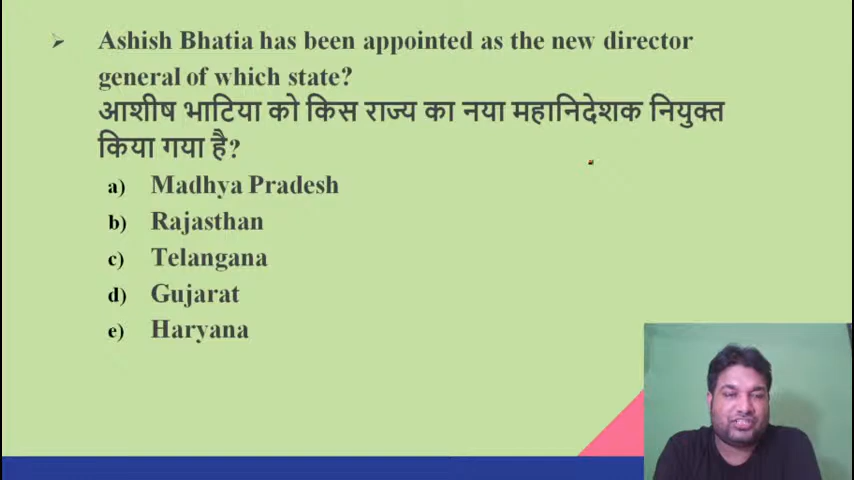 ➢ Ashish Bhatia has been appointed as the new director
general of which state?
आशीष भाटिया को किस राज्य का नया महानिदेशक नियुक्त
किया गया है?
a) Madhya Pradesh
b) Rajasthan
c) Telangana
d) Gujarat
e) Haryana